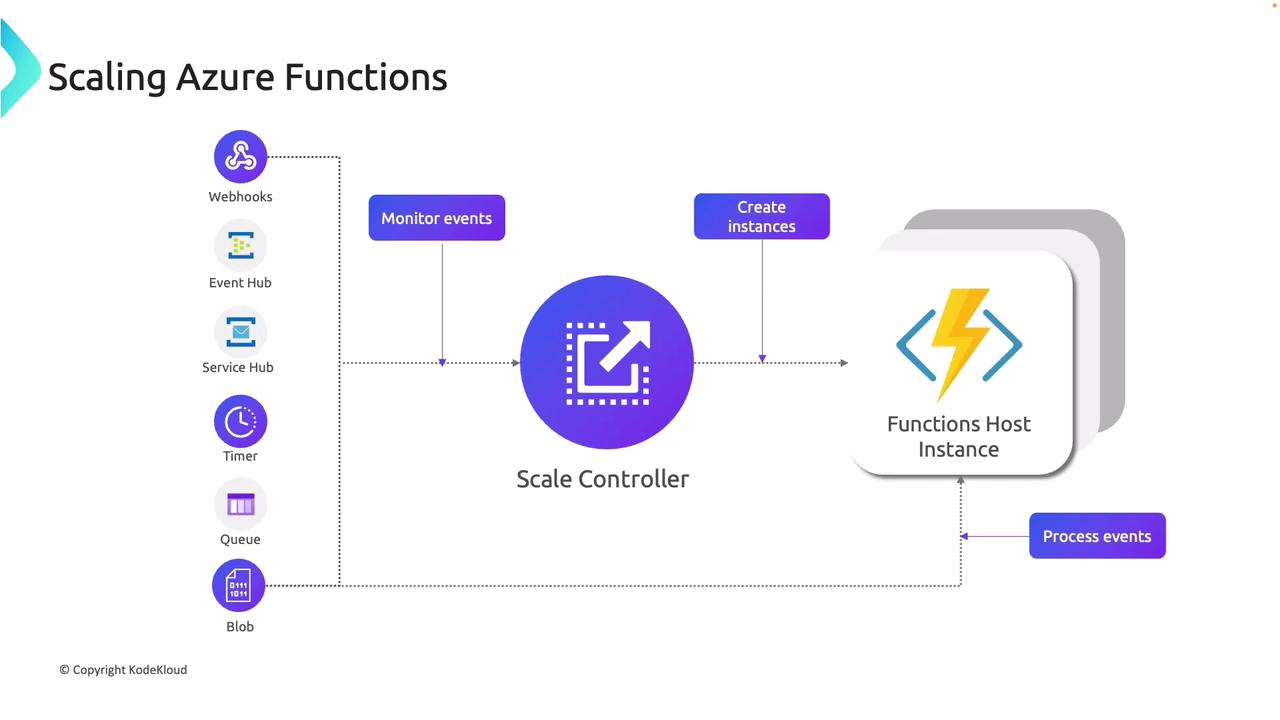 Scaling Azure Functions
Webhooks
Event Hub
Service Hub
Timer
Queue
Blob
Monitor events
Scale Controller
Create
instances
Functions Host
Instance
Process events
0111
1011
© Copyright KodeKloud